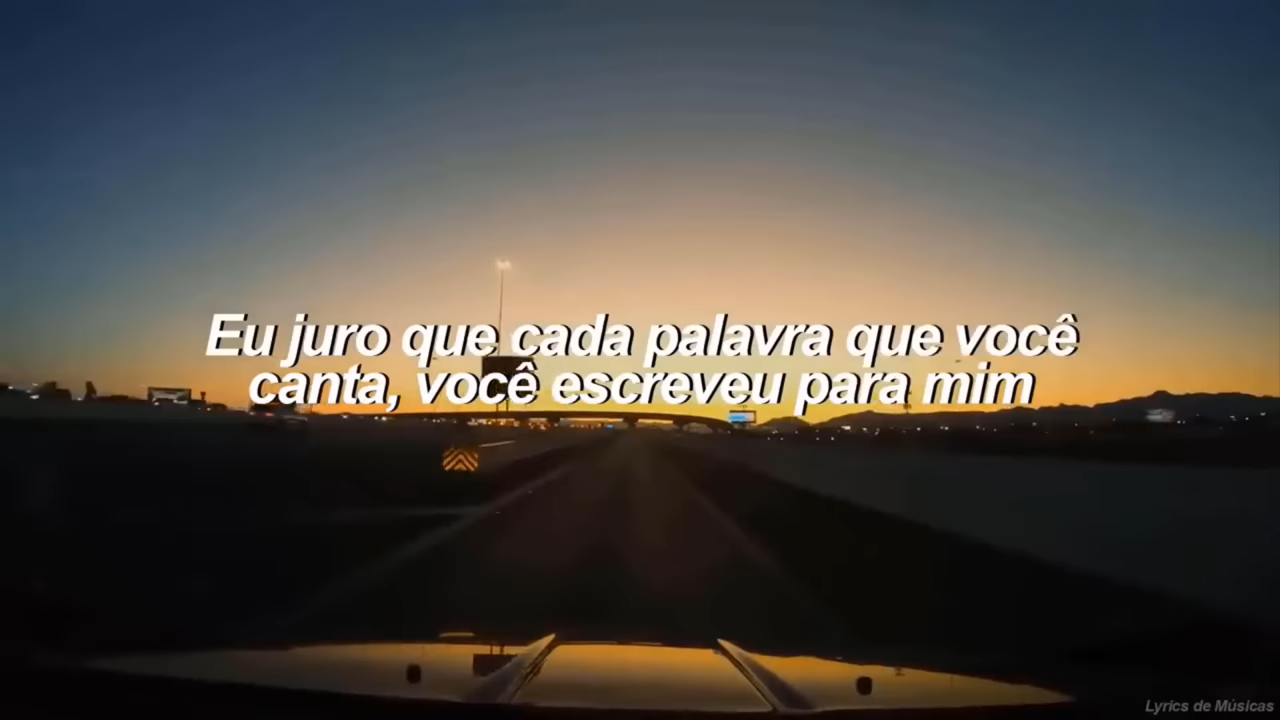 Eu juro que cada palavra que você
canta, você escreveu para mim
Lyrics de Músicas